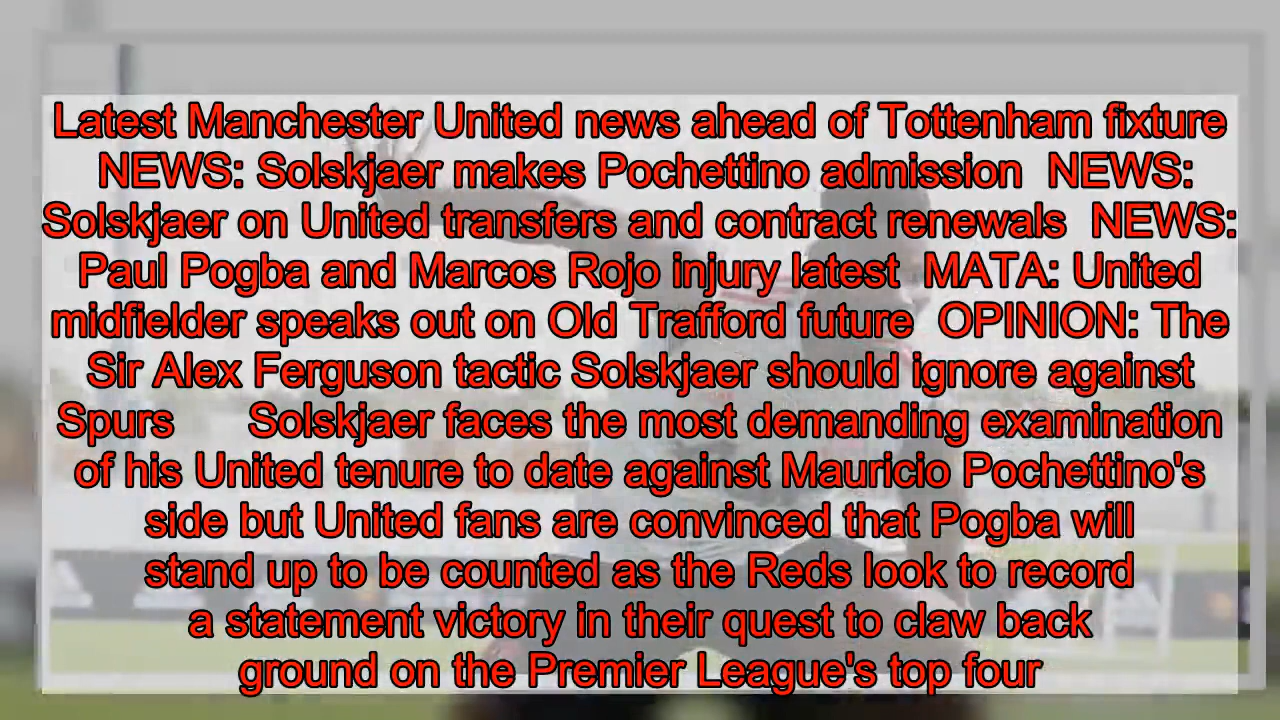 Latest Manchester United news ahead of Tottenham fixture
NEWS: Solskjaer makes Pochettino admission  NEWS:
Solskjaer on United transfers and contract renewals  NEWS:
Paul Pogba and Marcos Rojo injury latest  MATA: United
midfielder speaks out on Old Trafford future  OPINION: The
Sir Alex Ferguson tactic Solskjaer should ignore against
Spurs      Solskjaer faces the most demanding examination
of his United tenure to date against Mauricio Pochettino's
side but United fans are convinced that Pogba will
stand up to be counted as the Reds look to record
a statement victory in their quest to claw back
ground on the Premier League's top four